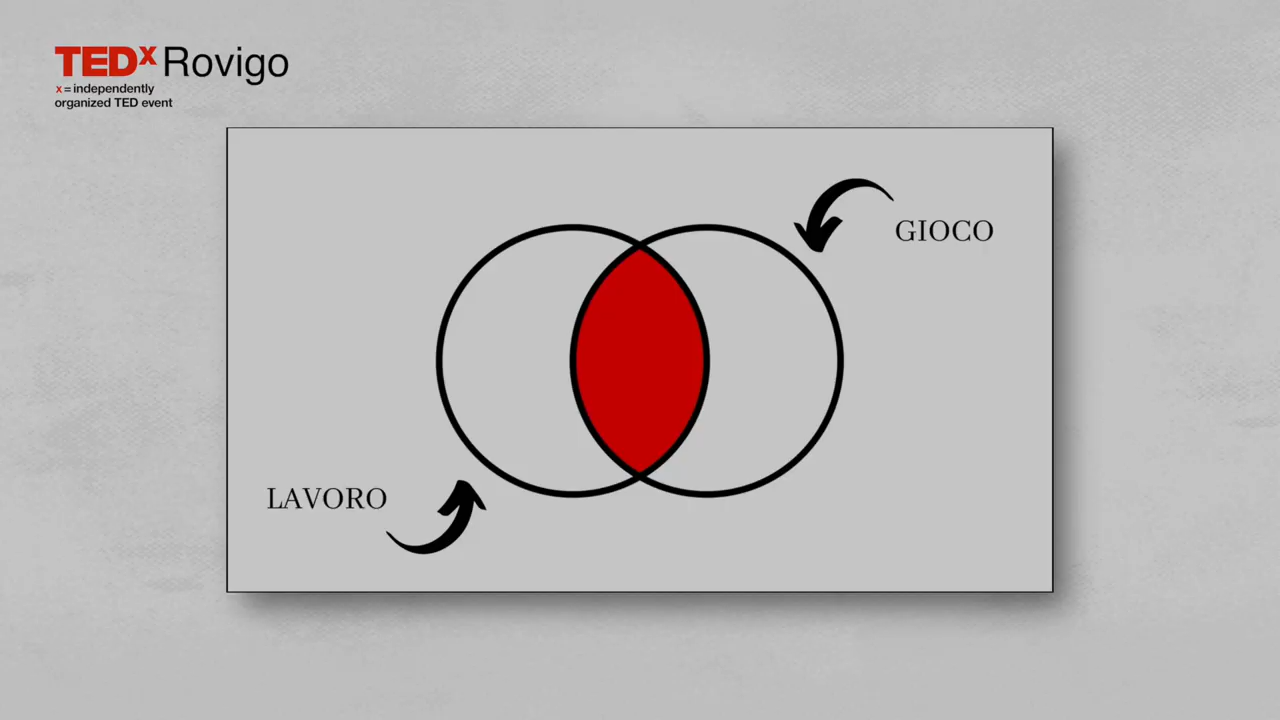 TEDx Rovigo
x = independently
organized TED event
GIOCO
LAVORO